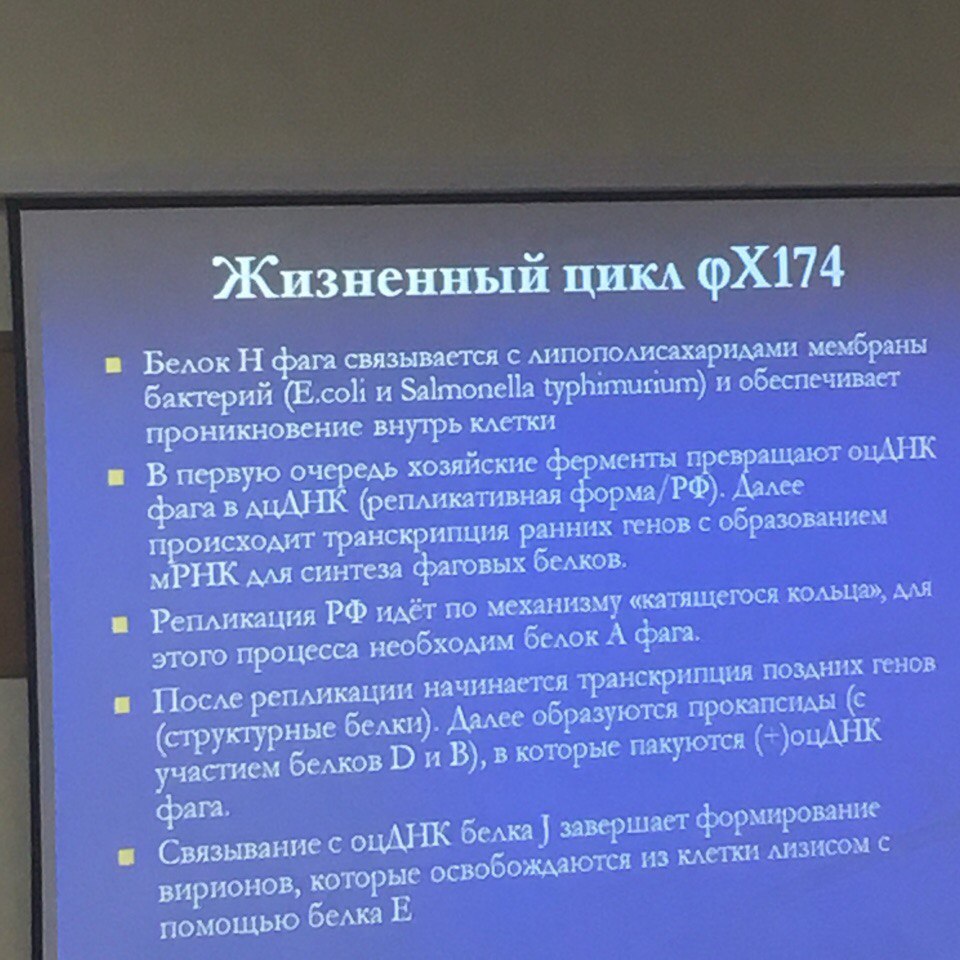 Жизненный цикл φX174
Белок H фага связывается с липополисахаридами мембраны
бактерий (E.coli и Salmonella typhimurium) и обеспечивает
проникновение внутрь клетки
В первую очередь хозяйские ферменты превращают оцДНК
фага в дцДНК (репликативная форма/РФ). Далее
происходит транскрипция ранних генов с образованием
мРНК для синтеза фаговых белков.
Репликация РФ идёт по механизму «катящегося кольца», для
этого процесса необходим белок А фага.
После репликации начинается транскрипция поздних генов
(структурные белки). Далее образуются прокапсиды (с
участием белков D и B), в которые пакуются (+)оцДНК
фага.
Связывание с оцДНК белка J завершает формирование
вирионов, которые освобождаются из клетки лизисом с
помощью белка E